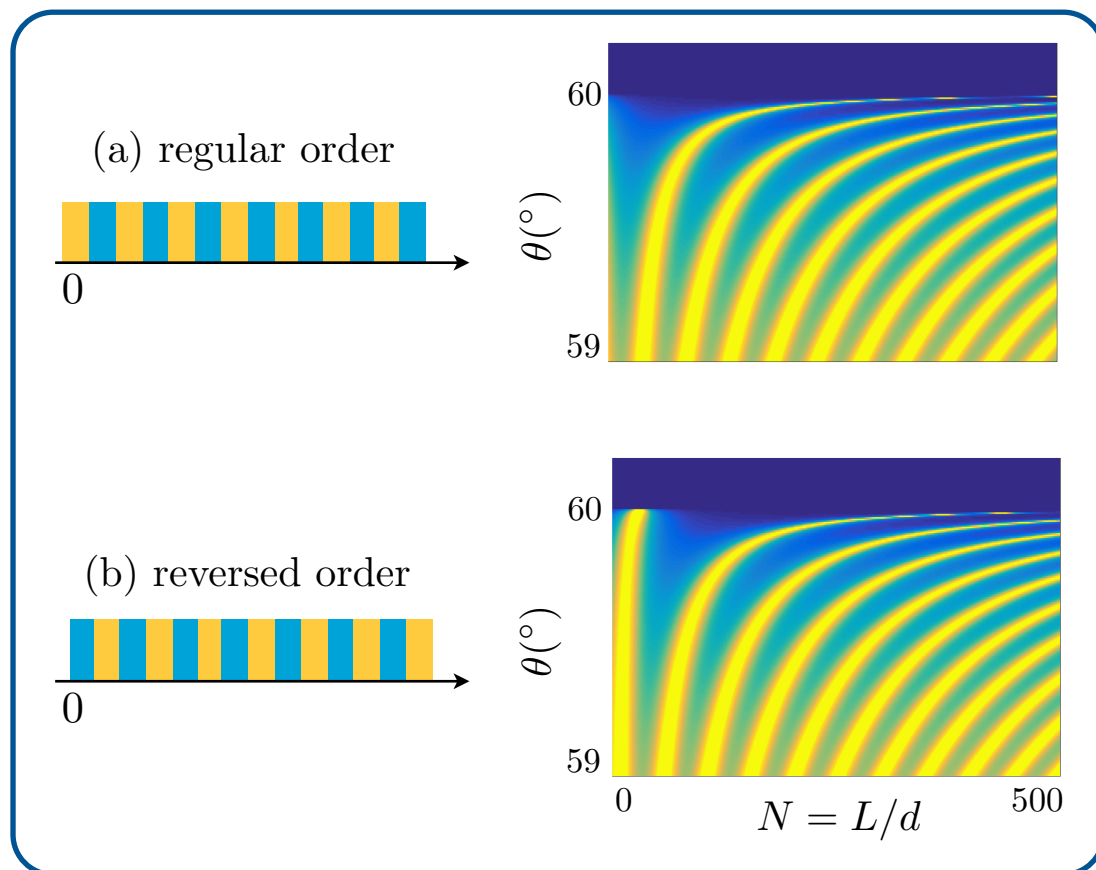 (a) regular order
0
60
θ(°)
59
(b) reversed order
0
60
θ(°)
59
0
500
N = L/d